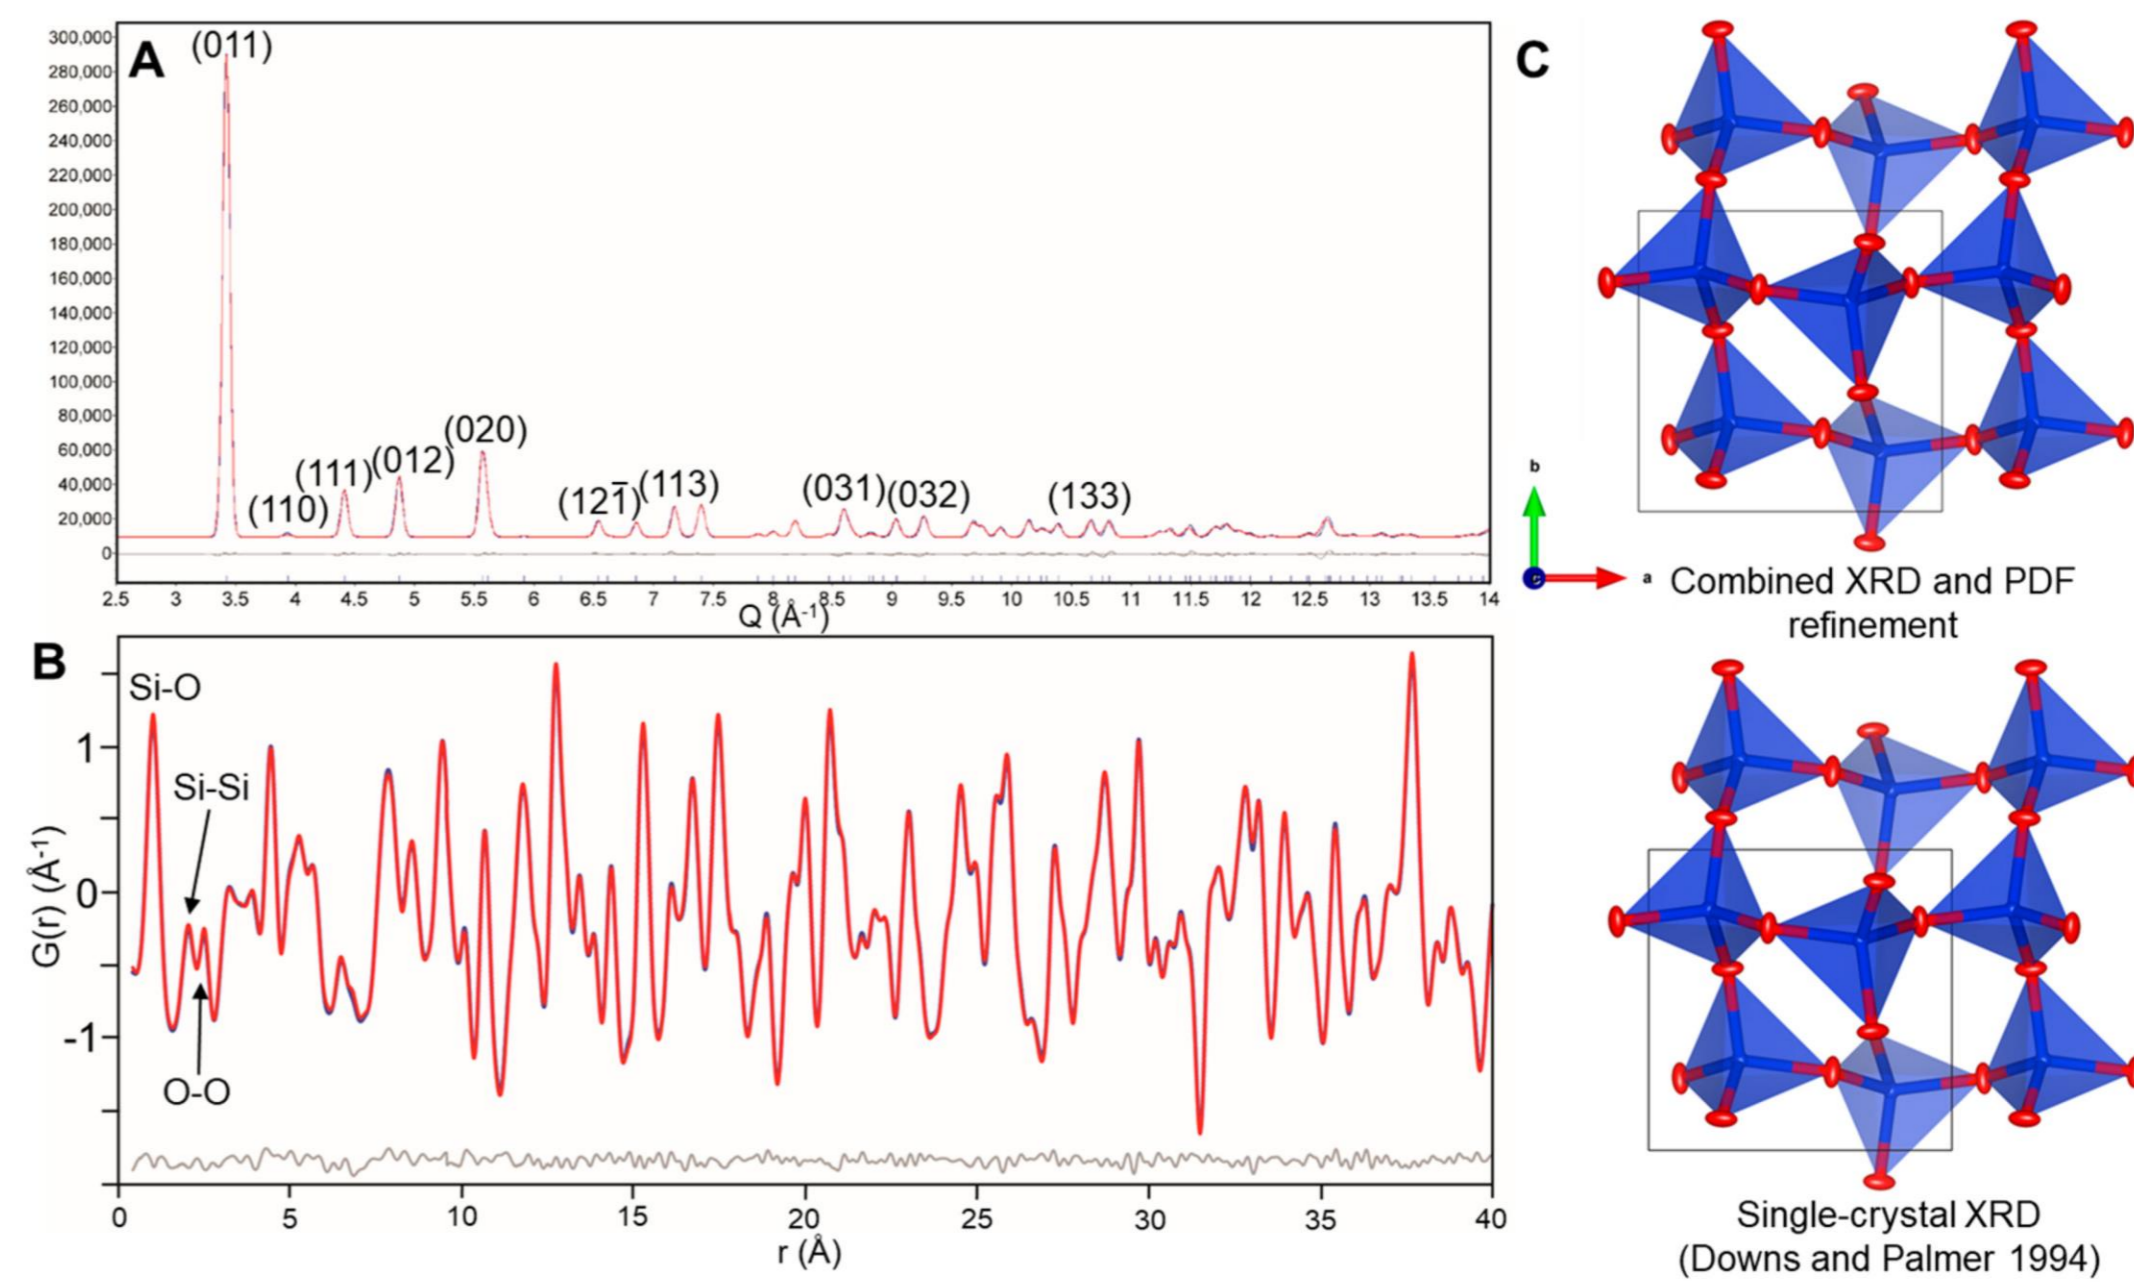 A
300,000
280,000
260,000
240,000
220,000
200,000
180,000
160,000
140,000
120,000
100,000
80,000
60,000
40,000
20,000
0
(011)
(110)
(111)
(012)
(020)
(121̅)
(113)
(031)
(032)
(133)
2.5 3 3.5 4 4.5 5 5.5 6 6.5 7 7.5 8 8.5 9 9.5 10 10.5 11 11.5 12 12.5 13 13.5 14
Q (Å-1)
B
Si-O
Si-Si
O-O
1
0
-1
G(r) (Å-1)
0 5 10 15 20 25 30 35 40
r (Å)
C
b
c
a
Combined XRD and PDF
refinement
Single-crystal XRD
(Downs and Palmer 1994)